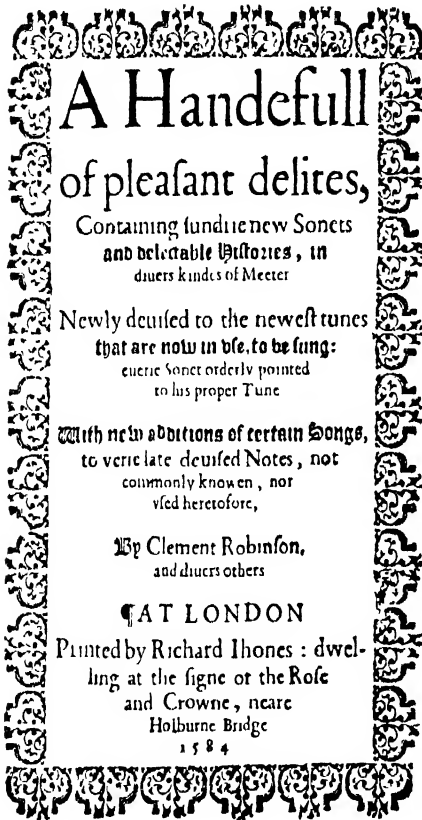 A Handefull
of pleaſant delites,
Containing ſundrie new Sonets
and delectable Hiſtories, in
diuers kindes of Meeter
Newly deuiſed to the neweſt tunes
that are now in vſe, to be ſung:
euerie Sonet orderly pointed
to his proper Tune
With new additions of certain Songs,
to verie late deuiſed Notes, not
commonly knowen, nor
vſed heretofore,
By Clement Robinſon,
and diuers others
¶AT LONDON
Printed by Richard Ihones : dwel-
ling at the ſigne of the Roſe
and Crowne, neare
Holburne Bridge
1584